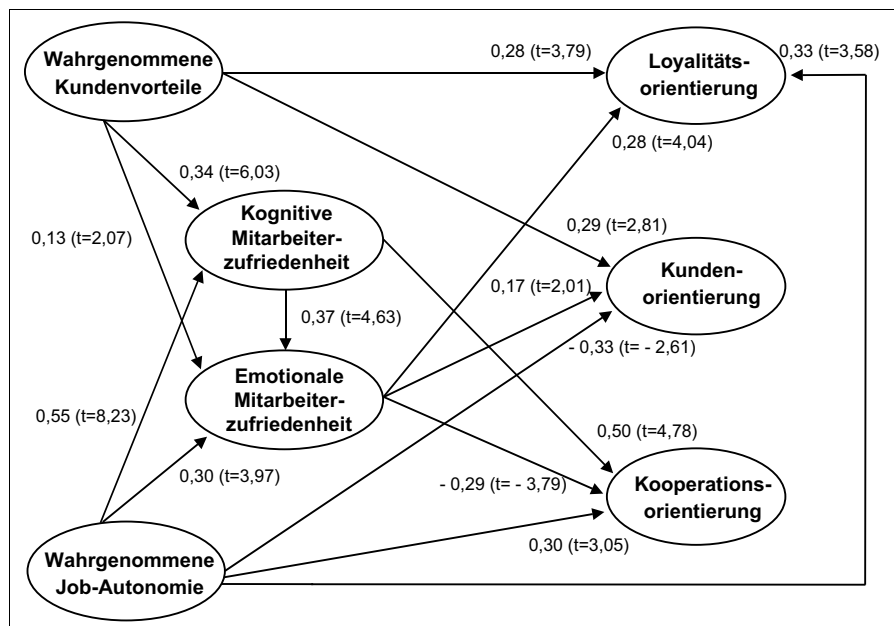 Wahrgenommene
Kundenvorteile
0,28 (t=3,79)
Loyalitäts-
orientierung
0,33 (t=3,58)
0,28 (t=4,04)
0,34 (t=6,03)
Kognitive
Mitarbeiter-
zufriedenheit
0,13 (t=2,07)
0,29 (t=2,81)
Kunden-
orientierung
0,17 (t=2,01)
0,37 (t=4,63)
- 0,33 (t= - 2,61)
Emotionale
Mitarbeiter-
zufriedenheit
0,55 (t=8,23)
0,50 (t=4,78)
0,30 (t=3,97)
- 0,29 (t= - 3,79)
Kooperations-
orientierung
0,30 (t=3,05)
Wahrgenommene
Job-Autonomie